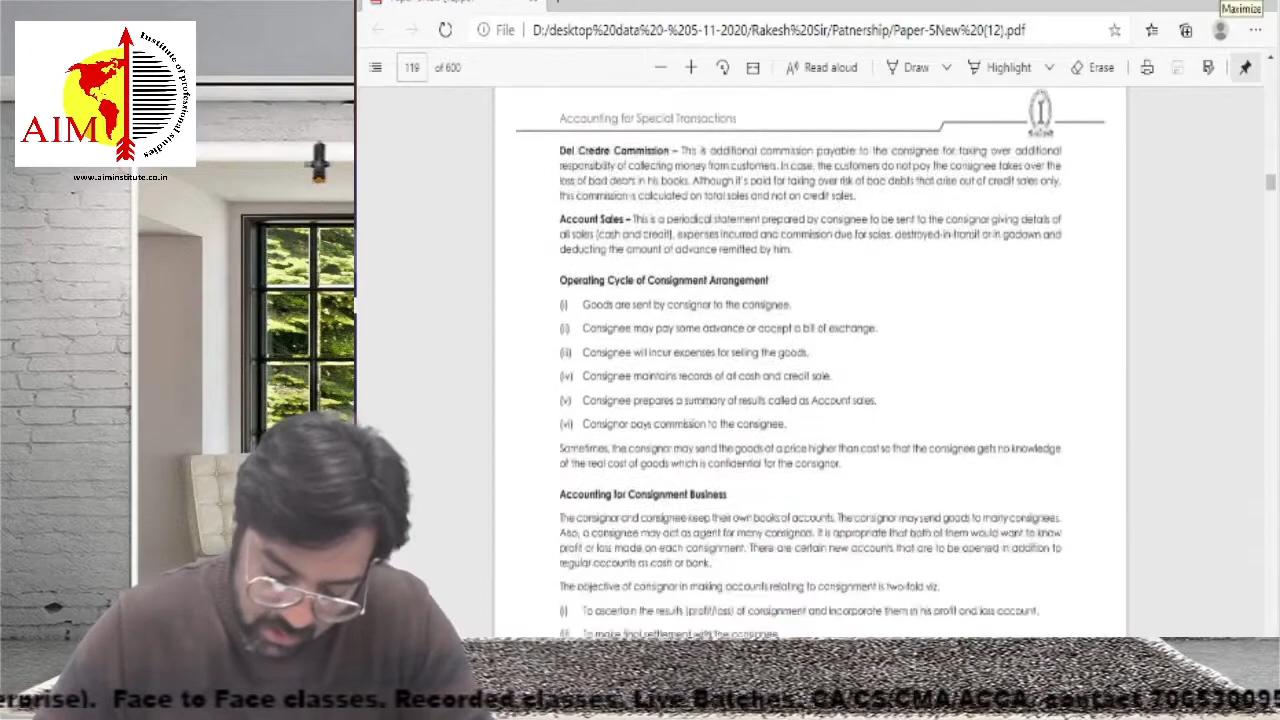 Maximize
File D:/desktop%20data%20-%205-11-2020/Rakesh%20Sir/Patnership/Paper-5New%20(12).pdf
119 of 600
Read aloud Draw Highlight Erase
AIM
Institute of professional studies
www.aiminstitute.co.in
Accounting for Special Transactions
Del Credre Commission – This is additional commission payable to the consignee for taking over additional
responsibility of collecting money from customers. In case, the customers do not pay the consignee takes over the
loss of bad debts in his books. Although it's paid for taking over risk of bad debts that arise out of credit sales only,
this commission is calculated on total sales and not on credit sales.
Account Sales – This is a periodical statement prepared by consignee to be sent to the consignor giving details of
all sales (cash and credit), expenses incurred and commission due for sales, destroyed-in-transit or in godown and
deducting the amount of advance remitted by him.
Operating Cycle of Consignment Arrangement
(i) Goods are sent by consignor to the consignee.
(ii) Consignee may pay some advance or accept a bill of exchange.
(iii) Consignee will incur expenses for selling the goods.
(iv) Consignee maintains records of all cash and credit sale.
(v) Consignee prepares a summary of results called as Account sales.
(vi) Consignor pays commission to the consignee.
Sometimes, the consignor may send the goods at a price higher than cost so that the consignee gets no knowledge
of the real cost of goods which is confidential for the consignor.
Accounting for Consignment Business
The consignor and consignee keep their own books of accounts. The consignor may send goods to many consignees.
Also, a consignee may act as agent for many consignors. It is appropriate that both of them would want to know
profit or loss made on each consignment. There are certain new accounts that are to be opened in addition to
regular accounts as cash or bank.
The objective of consignor in making accounts relating to consignment is two-fold viz.
(i) To ascertain the results (profit/loss) of consignment and incorporate them in his profit and loss account.
(ii) To make final settlement with the consignee.
erprise). Face to Face classes. Recorded classes. Live Batches. CA/CS/CMA/ACCA. contact